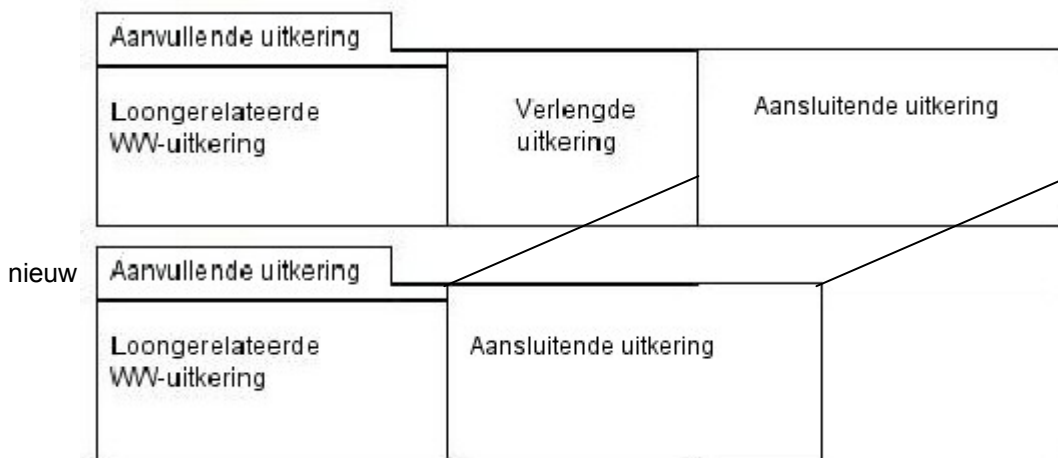 Aanvullende uitkering
Loongerelateerde
WW-uitkering
Verlengde
uitkering
Aansluitende uitkering
nieuw
Aanvullende uitkering
Loongerelateerde
WW-uitkering
Aansluitende uitkering